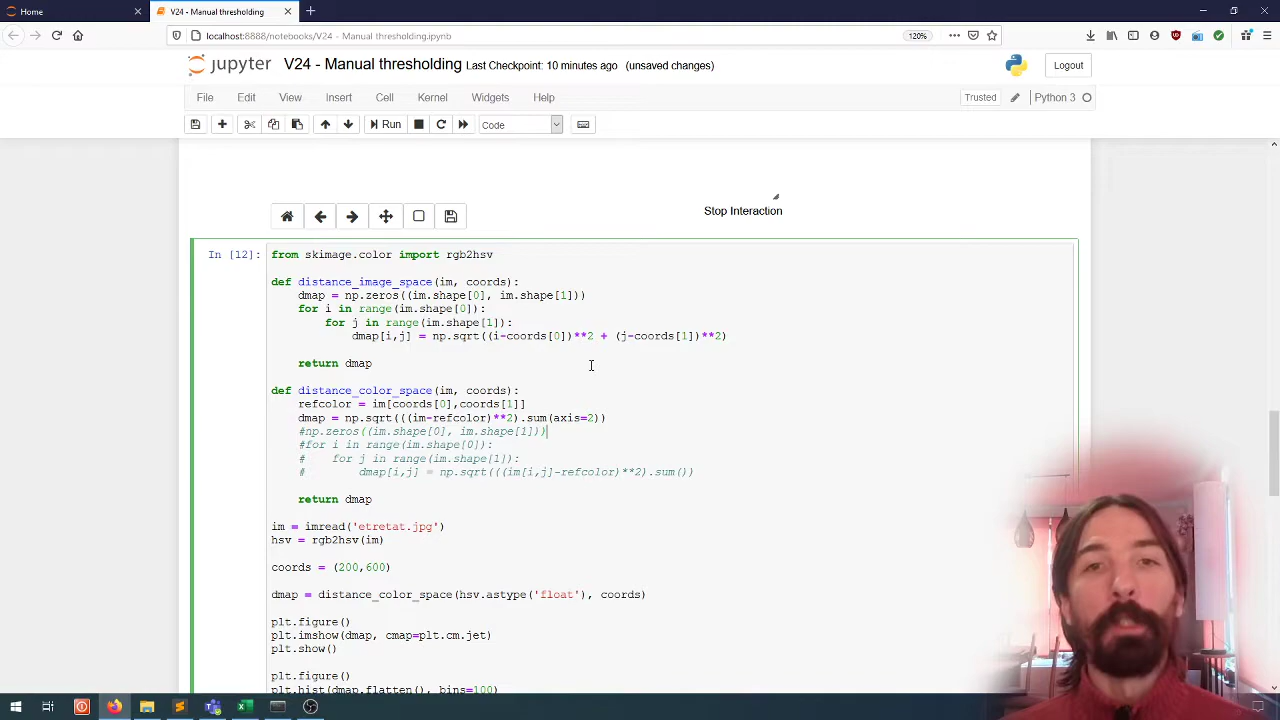 Home
V24 - Manual thresholding
localhost:8888/notebooks/V24 - Manual thresholding.ipynb
120%
jupyter
V24 - Manual thresholding Last Checkpoint: 10 minutes ago (unsaved changes)
Logout
File Edit View Insert Cell Kernel Widgets Help
Trusted
Python 3
Run
Code
Stop Interaction
In [12]:
from skimage.color import rgb2hsv
def distance_image_space(im, coords):
dmap = np.zeros((im.shape[0], im.shape[1]))
for i in range(im.shape[0]):
for j in range(im.shape[1]):
dmap[i,j] = np.sqrt((i-coords[0])**2 + (j-coords[1])**2)
return dmap
def distance_color_space(im, coords):
refcolor = im[coords[0],coords[1]]
dmap = np.sqrt(((im-refcolor)**2).sum(axis=2))
#np.zeros((im.shape[0], im.shape[1]))
#for i in range(im.shape[0]):
# for j in range(im.shape[1]):
# dmap[i,j] = np.sqrt(((im[i,j]-refcolor)**2).sum())
return dmap
im = imread('etretat.jpg')
hsv = rgb2hsv(im)
coords = (200,600)
dmap = distance_color_space(hsv.astype('float'), coords)
plt.figure()
plt.imshow(dmap, cmap=plt.cm.jet)
plt.show()
plt.figure()
plt.hist(dmap.flatten(), bins=100)